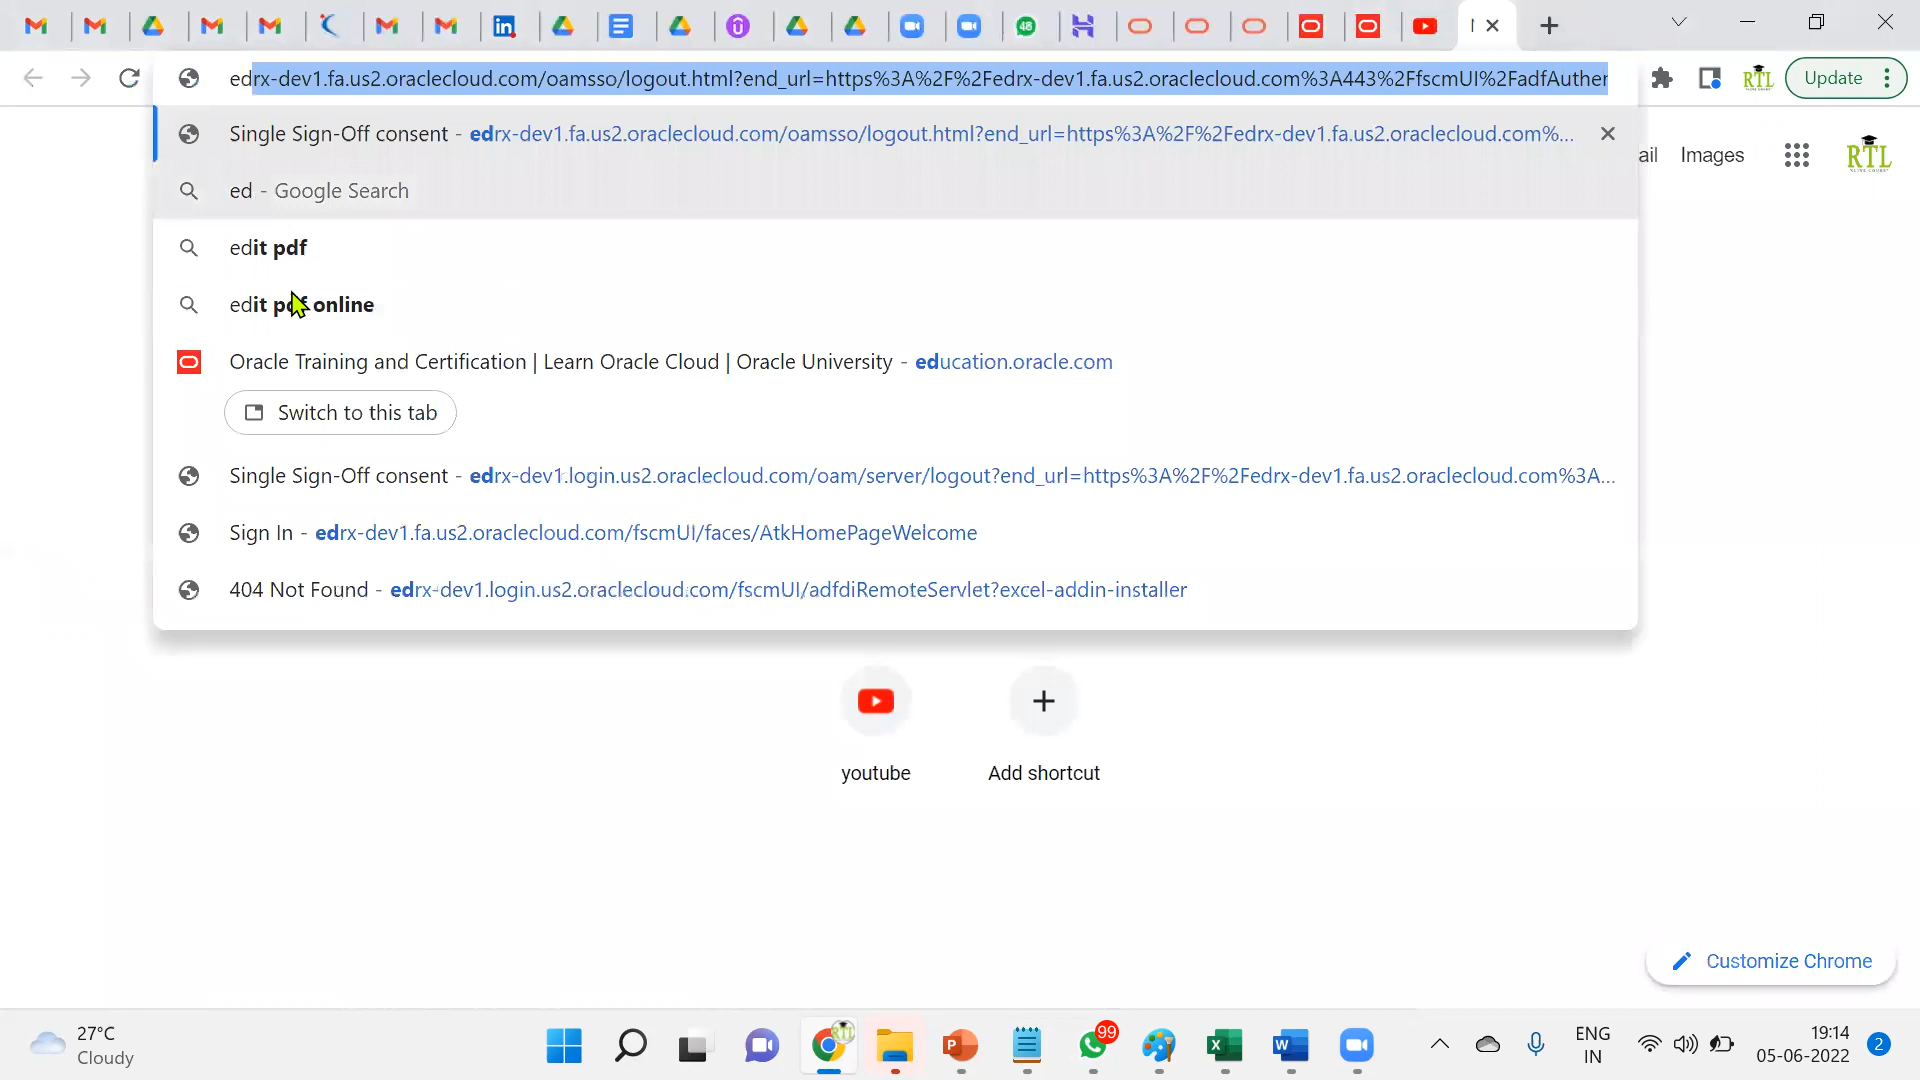 edrx-dev1.fa.us2.oraclecloud.com/oamsso/logout.html?end_url=https%3A%2F%2Fedrx-dev1.fa.us2.oraclecloud.com%3A443%2FfscmUI%2FadfAuthen
RTL
Update
Single Sign-Off consent - edrx-dev1.fa.us2.oraclecloud.com/oamsso/logout.html?end_url=https%3A%2F%2Fedrx-dev1.fa.us2.oraclecloud.com%...
ail
Images
RTL
ed - Google Search
edit pdf
edit pdf online
Oracle Training and Certification | Learn Oracle Cloud | Oracle University - education.oracle.com
Switch to this tab
Single Sign-Off consent - edrx-dev1.login.us2.oraclecloud.com/oam/server/logout?end_url=https%3A%2F%2Fedrx-dev1.fa.us2.oraclecloud.com%3A...
Sign In - edrx-dev1.fa.us2.oraclecloud.com/fscmUI/faces/AtkHomePageWelcome
404 Not Found - edrx-dev1.login.us2.oraclecloud.com/fscmUI/adfdiRemoteServlet?excel-addin-installer
youtube
Add shortcut
Customize Chrome
27°C
Cloudy
99
ENG
IN
19:14
05-06-2022
2